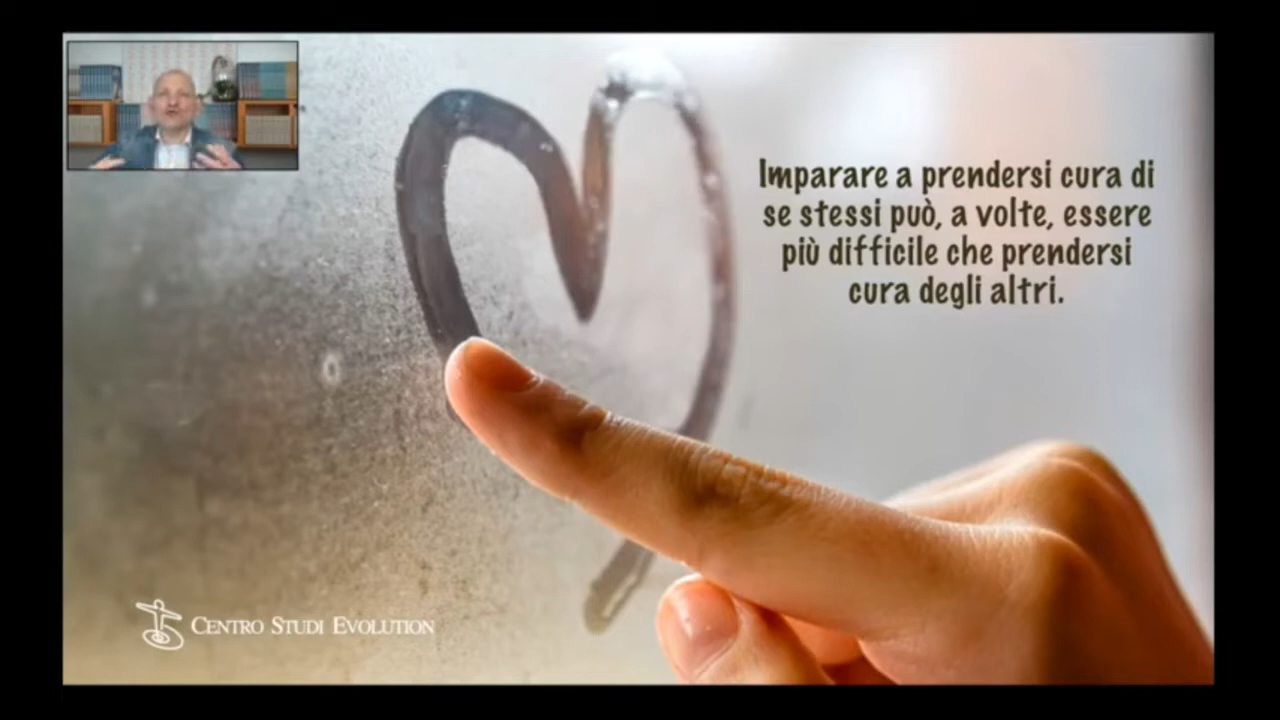 Imparare a prendersi cura di
se stessi può, a volte, essere
più difficile che prendersi
cura degli altri.
CENTRO STUDI EVOLUTION